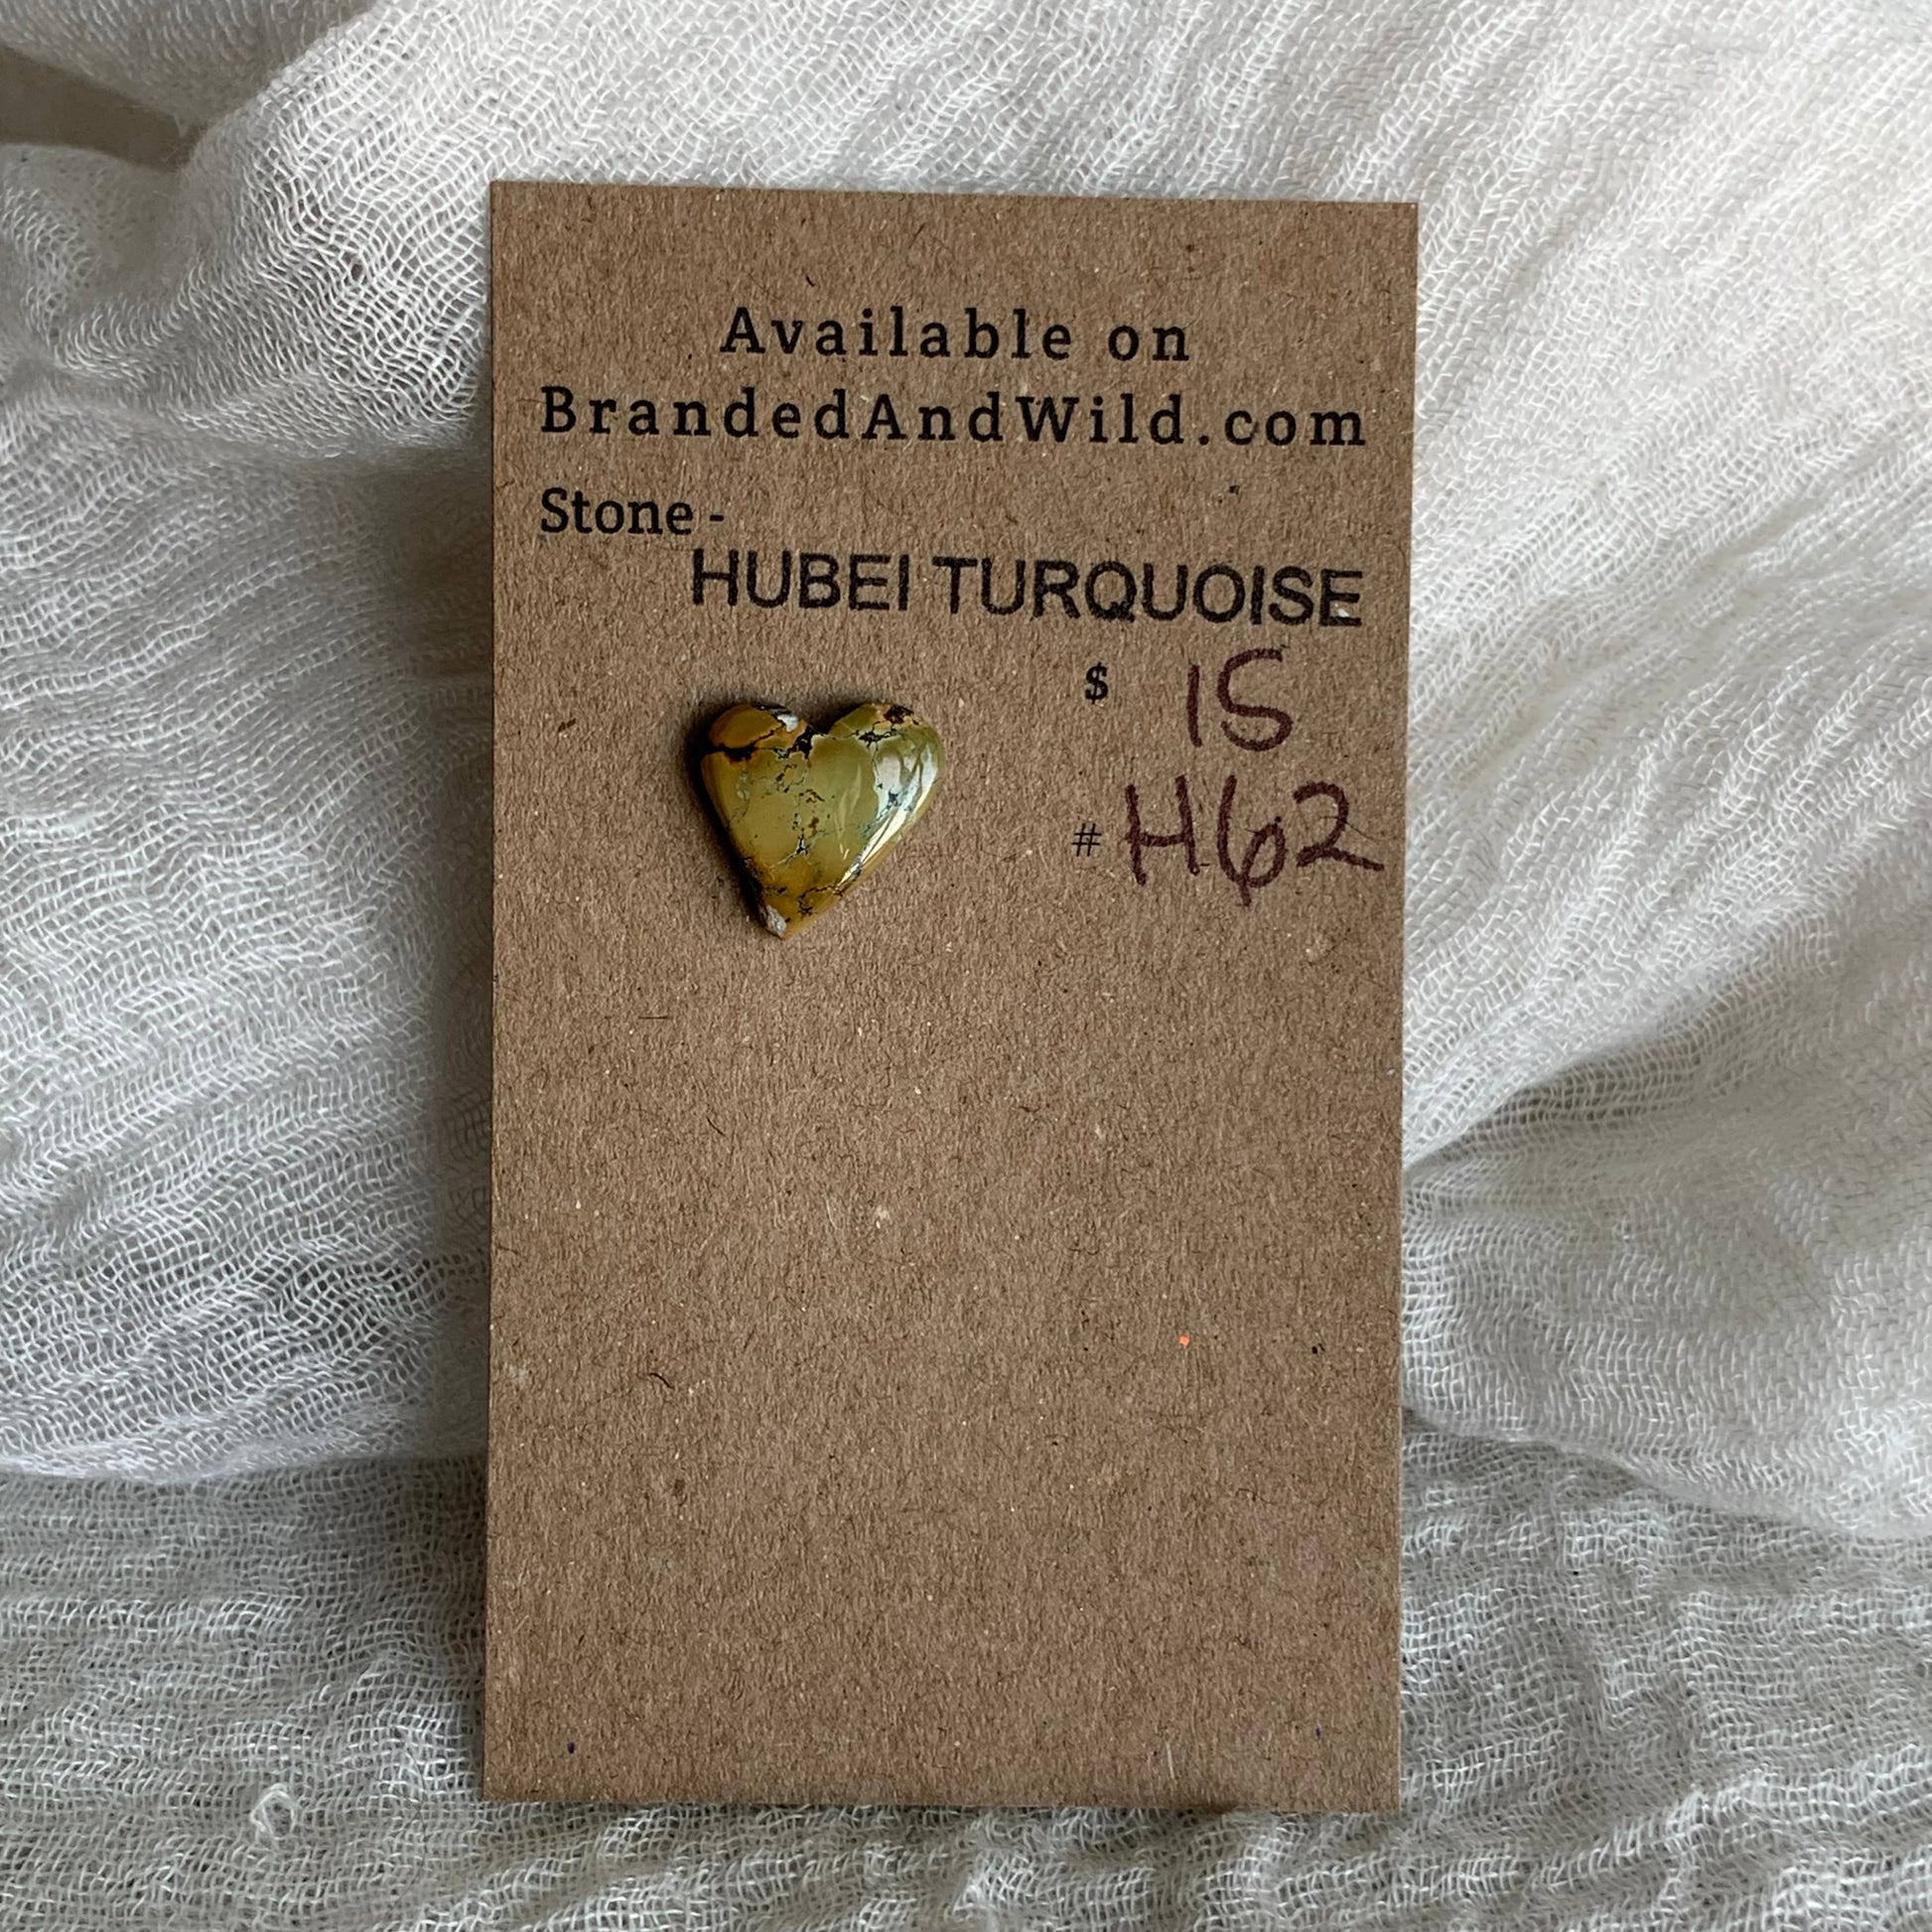 Available on
BrandedAndWild.com
Stone -
HUBEI TURQUOISE
$ 15
# H62